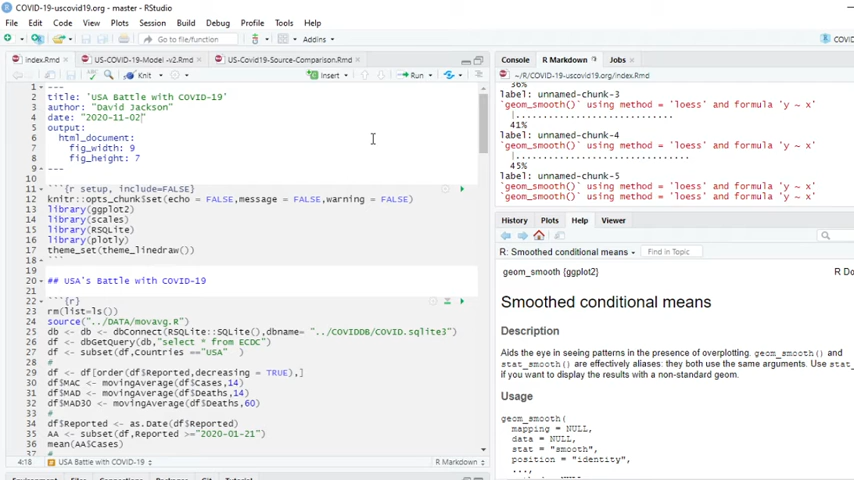 COVID-19-uscovid19.org - master - RStudio
File Edit Code View Plots Session Build Debug Profile Tools Help
Go to file/function Addins
index.Rmd US-COVID-19-Model -v2.Rmd US-Covid-19-Source-Comparison.Rmd
Knit Insert Run
1 ---
2 title: 'USA Battle with COVID-19'
3 author: "David Jackson"
4 date: "2020-11-02"
5 output:
6 html_document:
7 fig_width: 9
8 fig_height: 7
9 ---
10
11 ```{r setup, include=FALSE}
12 knitr::opts_chunk$set(echo = FALSE,message = FALSE,warning = FALSE)
13 library(ggplot2)
14 library(scales)
15 library(RSQLite)
16 library(plotly)
17 theme_set(theme_linedraw())
18 ```
19
20 ## USA's Battle with COVID-19
21
22 ```{r}
23 rm(list=ls())
24 source("../DATA/movavg.R")
25 db <- db <- dbConnect(RSQLite::SQLite(),dbname= "../COVIDDB/COVID.sqlite3")
26 df <- dbGetQuery(db,"select * from ECDC")
27 df <- subset(df,Countries =="USA" )
28 #
29 df <- df[order(df$Reported,decreasing = TRUE),]
30 df$MAC <- movingAverage(df$Cases,14)
31 df$MAD <- movingAverage(df$Deaths,14)
32 df$MAD30 <- movingAverage(df$Deaths,60)
33 #
34 df$Reported <- as.Date(df$Reported)
35 AA <- subset(df,Reported >="2020-01-21")
36 mean(AA$Cases)
37 #
4:18 USA Battle with COVID-19 R Markdown
Environment Files Connections Packages Git Tutorial
COVID
Console R Markdown Jobs
~/R/COVID-19-uscovid19.org/index.Rmd
36%
label: unnamed-chunk-3
`geom_smooth()` using method = 'loess' and formula 'y ~ x'
|............................
41%
label: unnamed-chunk-4
`geom_smooth()` using method = 'loess' and formula 'y ~ x'
|...............................
45%
label: unnamed-chunk-5
`geom_smooth()` using method = 'loess' and formula 'y ~ x'
`geom_smooth()` using method = 'loess' and formula 'y ~ x'
History Plots Help Viewer
R: Smoothed conditional means Find in Topic
geom_smooth {ggplot2} R Do
Smoothed conditional means
Description
Aids the eye in seeing patterns in the presence of overplotting. geom_smooth() and
stat_smooth() are effectively aliases: they both use the same arguments. Use
if you want to display the results with a non-standard geom.
Usage
geom_smooth(
mapping = NULL,
data = NULL,
stat = "smooth",
position = "identity",
...,